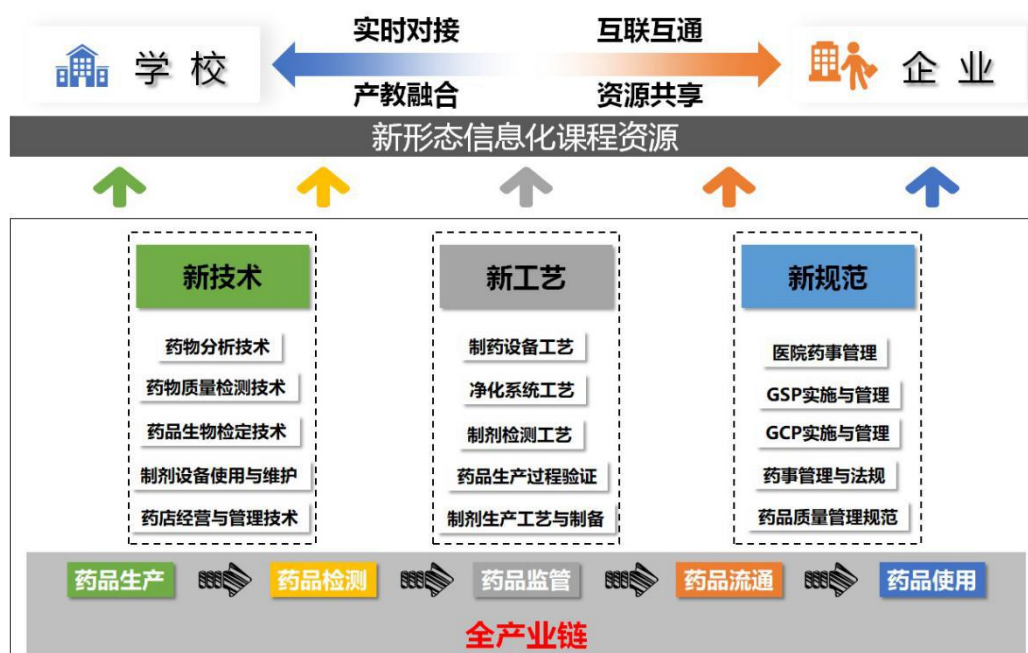 学校
实时对接
互联互通
企业
产教融合
资源共享
新形态信息化课程资源
新技术
药物分析技术
药物质量检测技术
药品生物检定技术
制剂设备使用与维护
药店经营与管理技术
新工艺
制药设备工艺
净化系统工艺
制剂检测工艺
药品生产过程验证
制剂生产工艺与制备
新规范
医院药事管理
GSP实施与管理
GCP实施与管理
药事管理与法规
药品质量管理规范
药品生产
药品检测
药品监管
药品流通
药品使用
全产业链